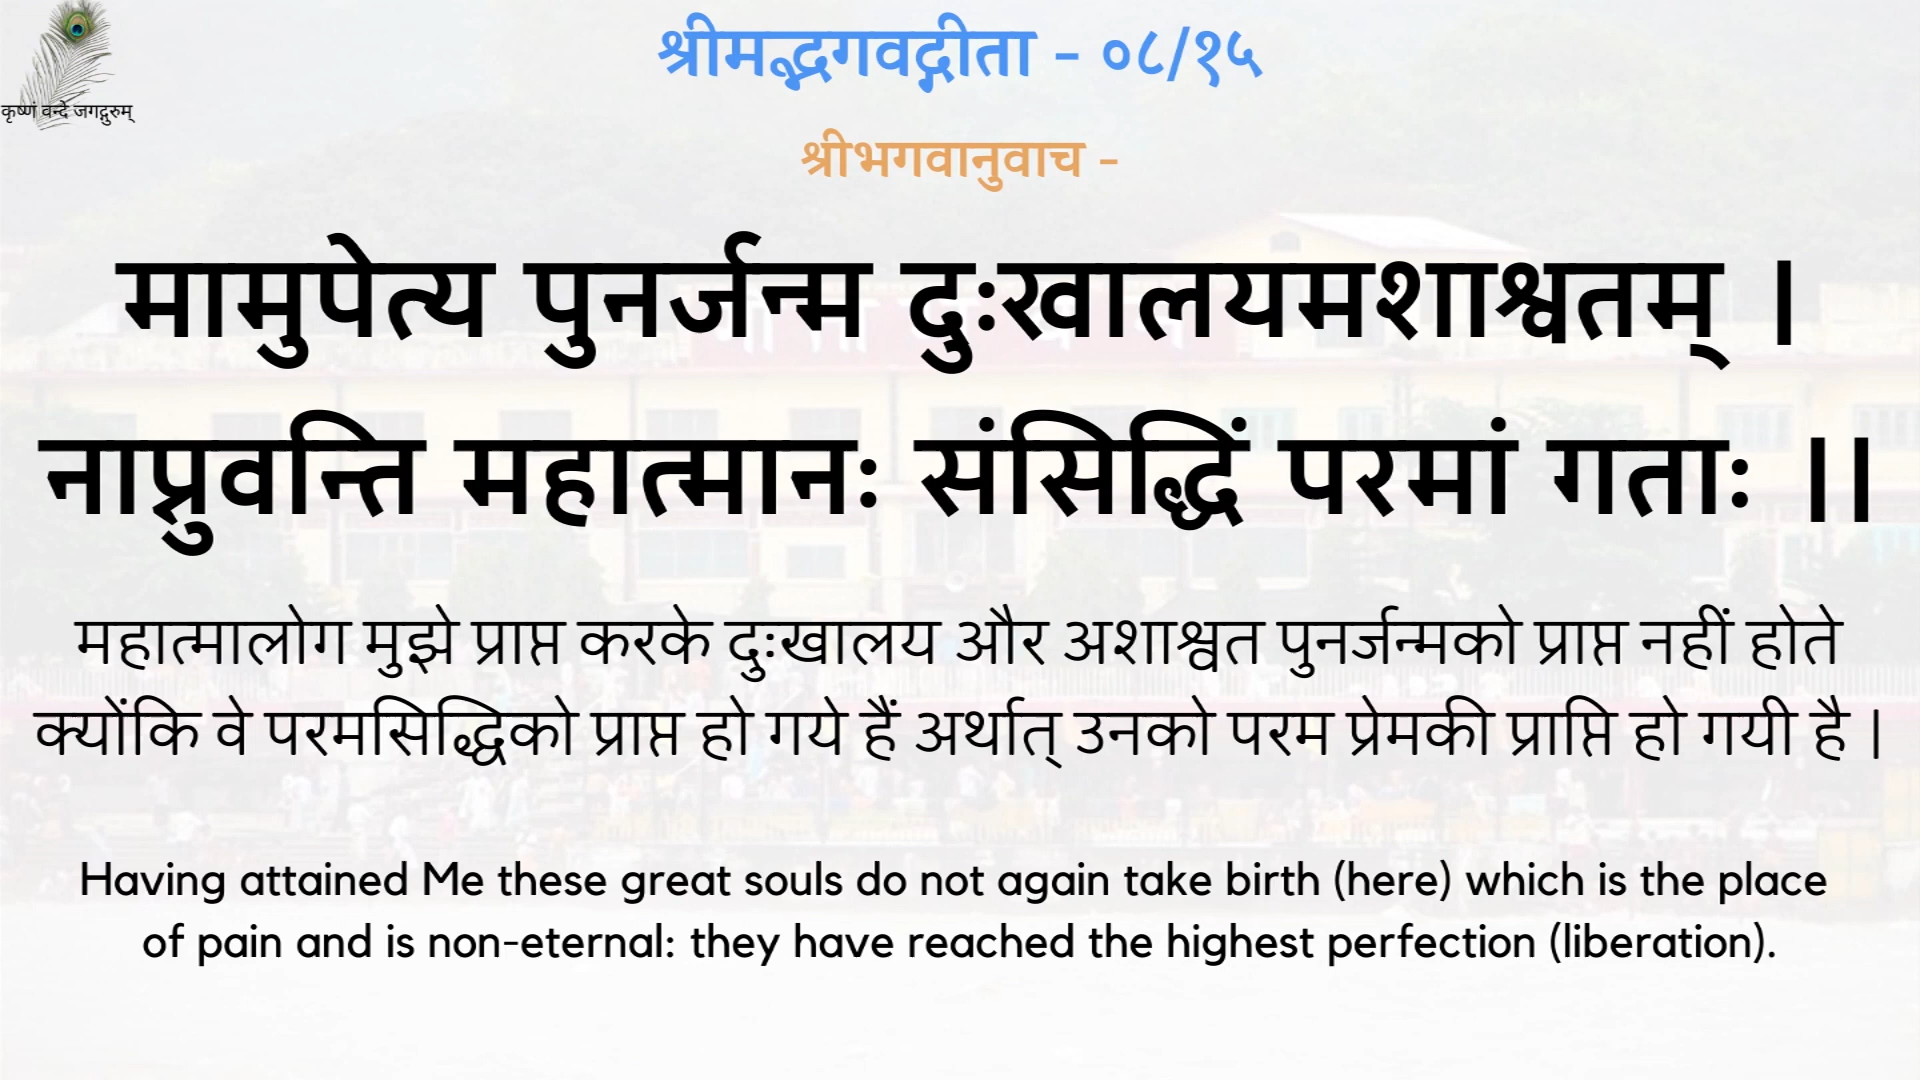 श्रीमद्भगवद्गीता - ०८/१५
कृष्णं वन्दे जगद्गुरुम्
श्रीभगवानुवाच -
मामुपेत्य पुनर्जन्म दुःखालयमशाश्वतम् ।
नाप्नुवन्ति महात्मानः संसिद्धिं परमां गताः ।।
महात्मालोग मुझे प्राप्त करके दुःखालय और अशाश्वत पुनर्जन्मको प्राप्त नहीं होते
क्योंकि वे परमसिद्धिको प्राप्त हो गये हैं अर्थात् उनको परम प्रेमकी प्राप्ति हो गयी है ।
Having attained Me these great souls do not again take birth (here) which is the place
of pain and is non-eternal: they have reached the highest perfection (liberation).